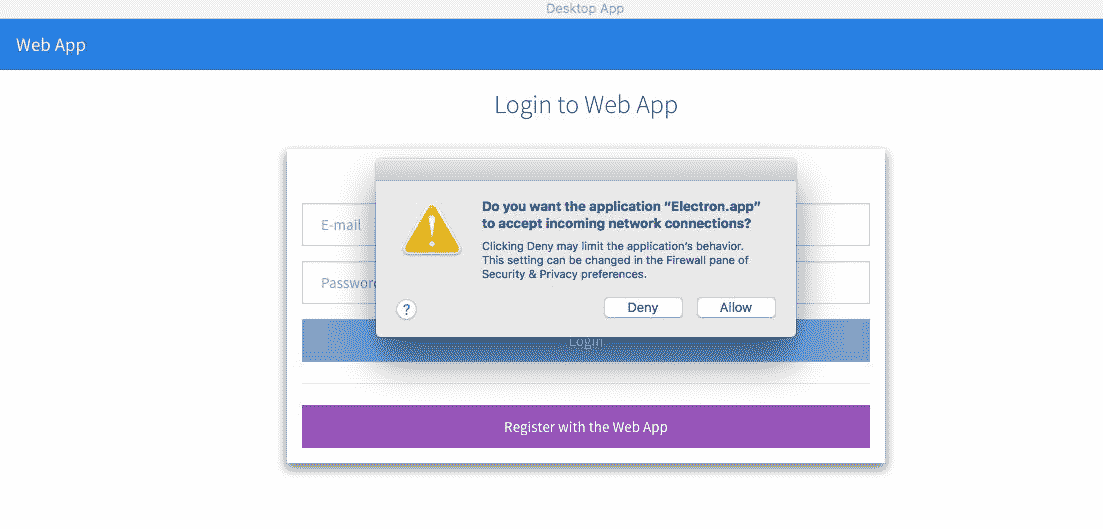 Desktop App
Web App
Login to Web App
Do you want the application “Electron.app”
to accept incoming network connections?
E-mail
Clicking Deny may limit the application’s behavior.
This setting can be changed in the Firewall pane of
Security & Privacy preferences.
Password
?
Deny
Allow
Login
Register with the Web App